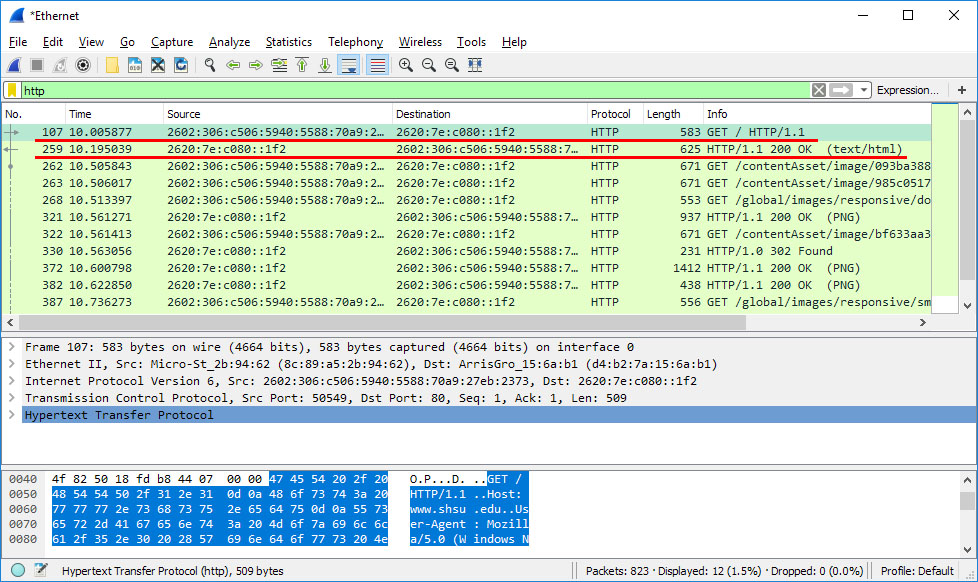 *Ethernet
File Edit View Go Capture Analyze Statistics Telephony Wireless Tools Help
http Expression... +
No. Time Source Destination Protocol Length Info
107 10.005877 2602:306:c506:5940:5588:70a9:2… 2620:7e:c080::1f2 HTTP 583 GET / HTTP/1.1
259 10.195039 2620:7e:c080::1f2 2602:306:c506:5940:5588:7… HTTP 625 HTTP/1.1 200 OK (text/html)
262 10.505843 2602:306:c506:5940:5588:70a9:2… 2620:7e:c080::1f2 HTTP 671 GET /contentAsset/image/093ba388
263 10.506017 2602:306:c506:5940:5588:70a9:2… 2620:7e:c080::1f2 HTTP 671 GET /contentAsset/image/985c0517
268 10.513397 2602:306:c506:5940:5588:70a9:2… 2620:7e:c080::1f2 HTTP 553 GET /global/images/responsive/do
321 10.561271 2620:7e:c080::1f2 2602:306:c506:5940:5588:7… HTTP 937 HTTP/1.1 200 OK (PNG)
322 10.561413 2602:306:c506:5940:5588:70a9:2… 2620:7e:c080::1f2 HTTP 671 GET /contentAsset/image/bf633aa3
330 10.563056 2620:7e:c080::1f2 2602:306:c506:5940:5588:7… HTTP 231 HTTP/1.0 302 Found
372 10.600798 2620:7e:c080::1f2 2602:306:c506:5940:5588:7… HTTP 1412 HTTP/1.1 200 OK (PNG)
382 10.622850 2620:7e:c080::1f2 2602:306:c506:5940:5588:7… HTTP 438 HTTP/1.1 200 OK (PNG)
387 10.736273 2602:306:c506:5940:5588:70a9:2… 2620:7e:c080::1f2 HTTP 556 GET /global/images/responsive/sm
Frame 107: 583 bytes on wire (4664 bits), 583 bytes captured (4664 bits) on interface 0
Ethernet II, Src: Micro-St_2b:94:62 (8c:89:a5:2b:94:62), Dst: ArrisGro_15:6a:b1 (d4:b2:7a:15:6a:b1)
Internet Protocol Version 6, Src: 2602:306:c506:5940:5588:70a9:27eb:2373, Dst: 2620:7e:c080::1f2
Transmission Control Protocol, Src Port: 50549, Dst Port: 80, Seq: 1, Ack: 1, Len: 509
Hypertext Transfer Protocol
0040 4f 82 50 18 fd b8 44 07 00 00 47 45 54 20 2f 20 O.P...D. ..GET /
0050 48 54 54 50 2f 31 2e 31 0d 0a 48 6f 73 74 3a 20 HTTP/1.1 ..Host:
0060 77 77 77 2e 73 68 73 75 2e 65 64 75 0d 0a 55 73 www.shsu .edu..Us
0070 65 72 2d 41 67 65 6e 74 3a 20 4d 6f 7a 69 6c 6c er-Agent : Mozill
0080 61 2f 35 2e 30 20 28 57 69 6e 64 6f 77 73 20 4e a/5.0 (W indows N
Hypertext Transfer Protocol (http), 509 bytes Packets: 823 · Displayed: 12 (1.5%) · Dropped: 0 (0.0%) Profile: Default